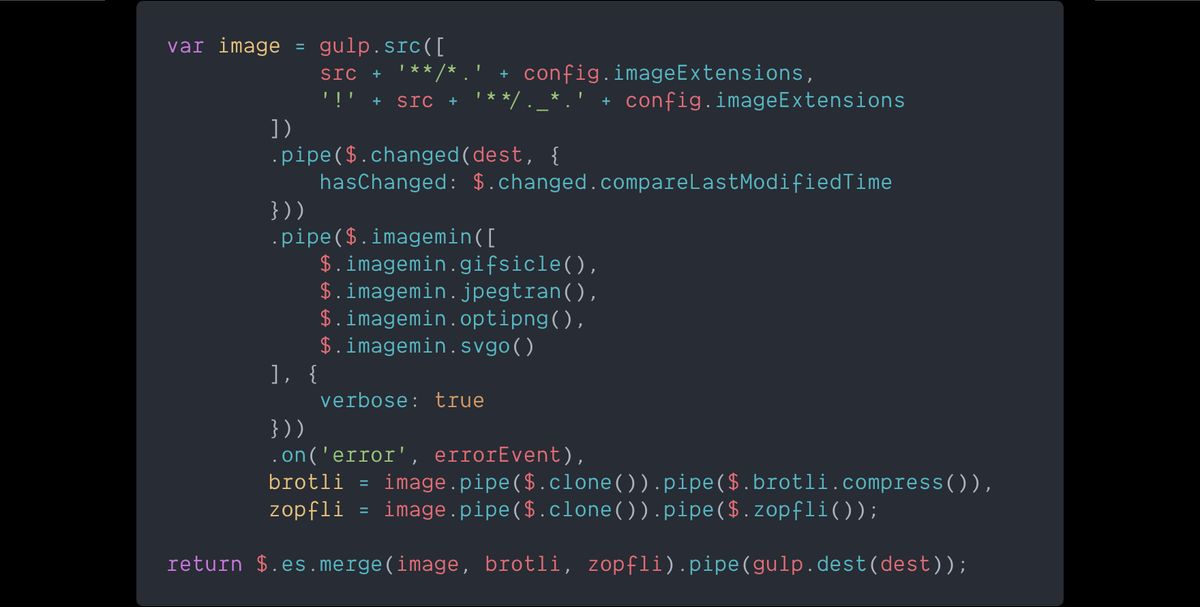 var image = gulp.src([
src + '**/*.' + config.imageExtensions,
'!' + src + '**/._*.' + config.imageExtensions
])
.pipe($.changed(dest, {
hasChanged: $.changed.compareLastModifiedTime
}))
.pipe($.imagemin([
$.imagemin.gifsicle(),
$.imagemin.jpegtran(),
$.imagemin.optipng(),
$.imagemin.svgo()
], {
verbose: true
}))
.on('error', errorEvent),
brotli = image.pipe($.clone()).pipe($.brotli.compress()),
zopfli = image.pipe($.clone()).pipe($.zopfli());
return $.es.merge(image, brotli, zopfli).pipe(gulp.dest(dest));